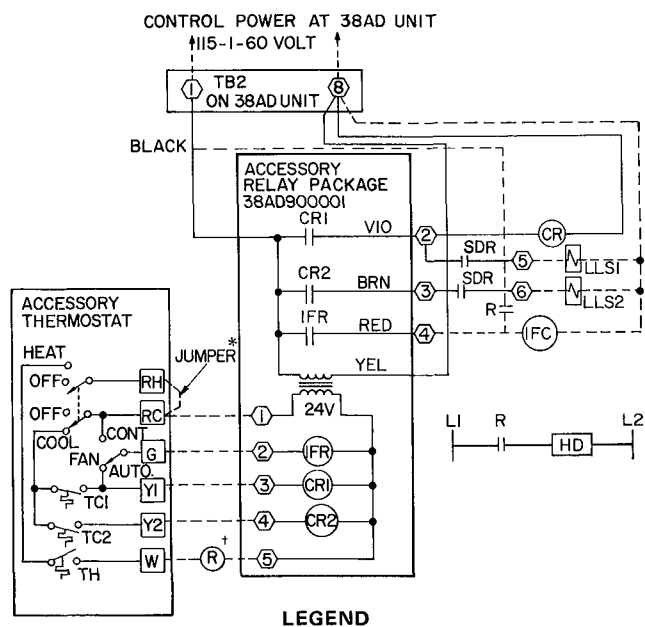 CONTROL POWER AT 38AD UNIT
115-1-60 VOLT
1
TB2
ON 38AD UNIT
8
BLACK
ACCESSORY
RELAY PACKAGE
38AD900001
CR1
VIO
2
CR
SDR
5
LLS1
CR2
BRN
3
SDR
6
LLS2
R
IFR
RED
4
IFC
YEL
24V
ACCESSORY
THERMOSTAT
HEAT
OFF
RH
JUMPER*
OFF
RC
1
COOL
CONT
FAN
AUTO.
G
2
IFR
TC1
Y1
3
CR1
TC2
Y2
4
CR2
TH
W
R†
5
L1
R
HD
L2
LEGEND